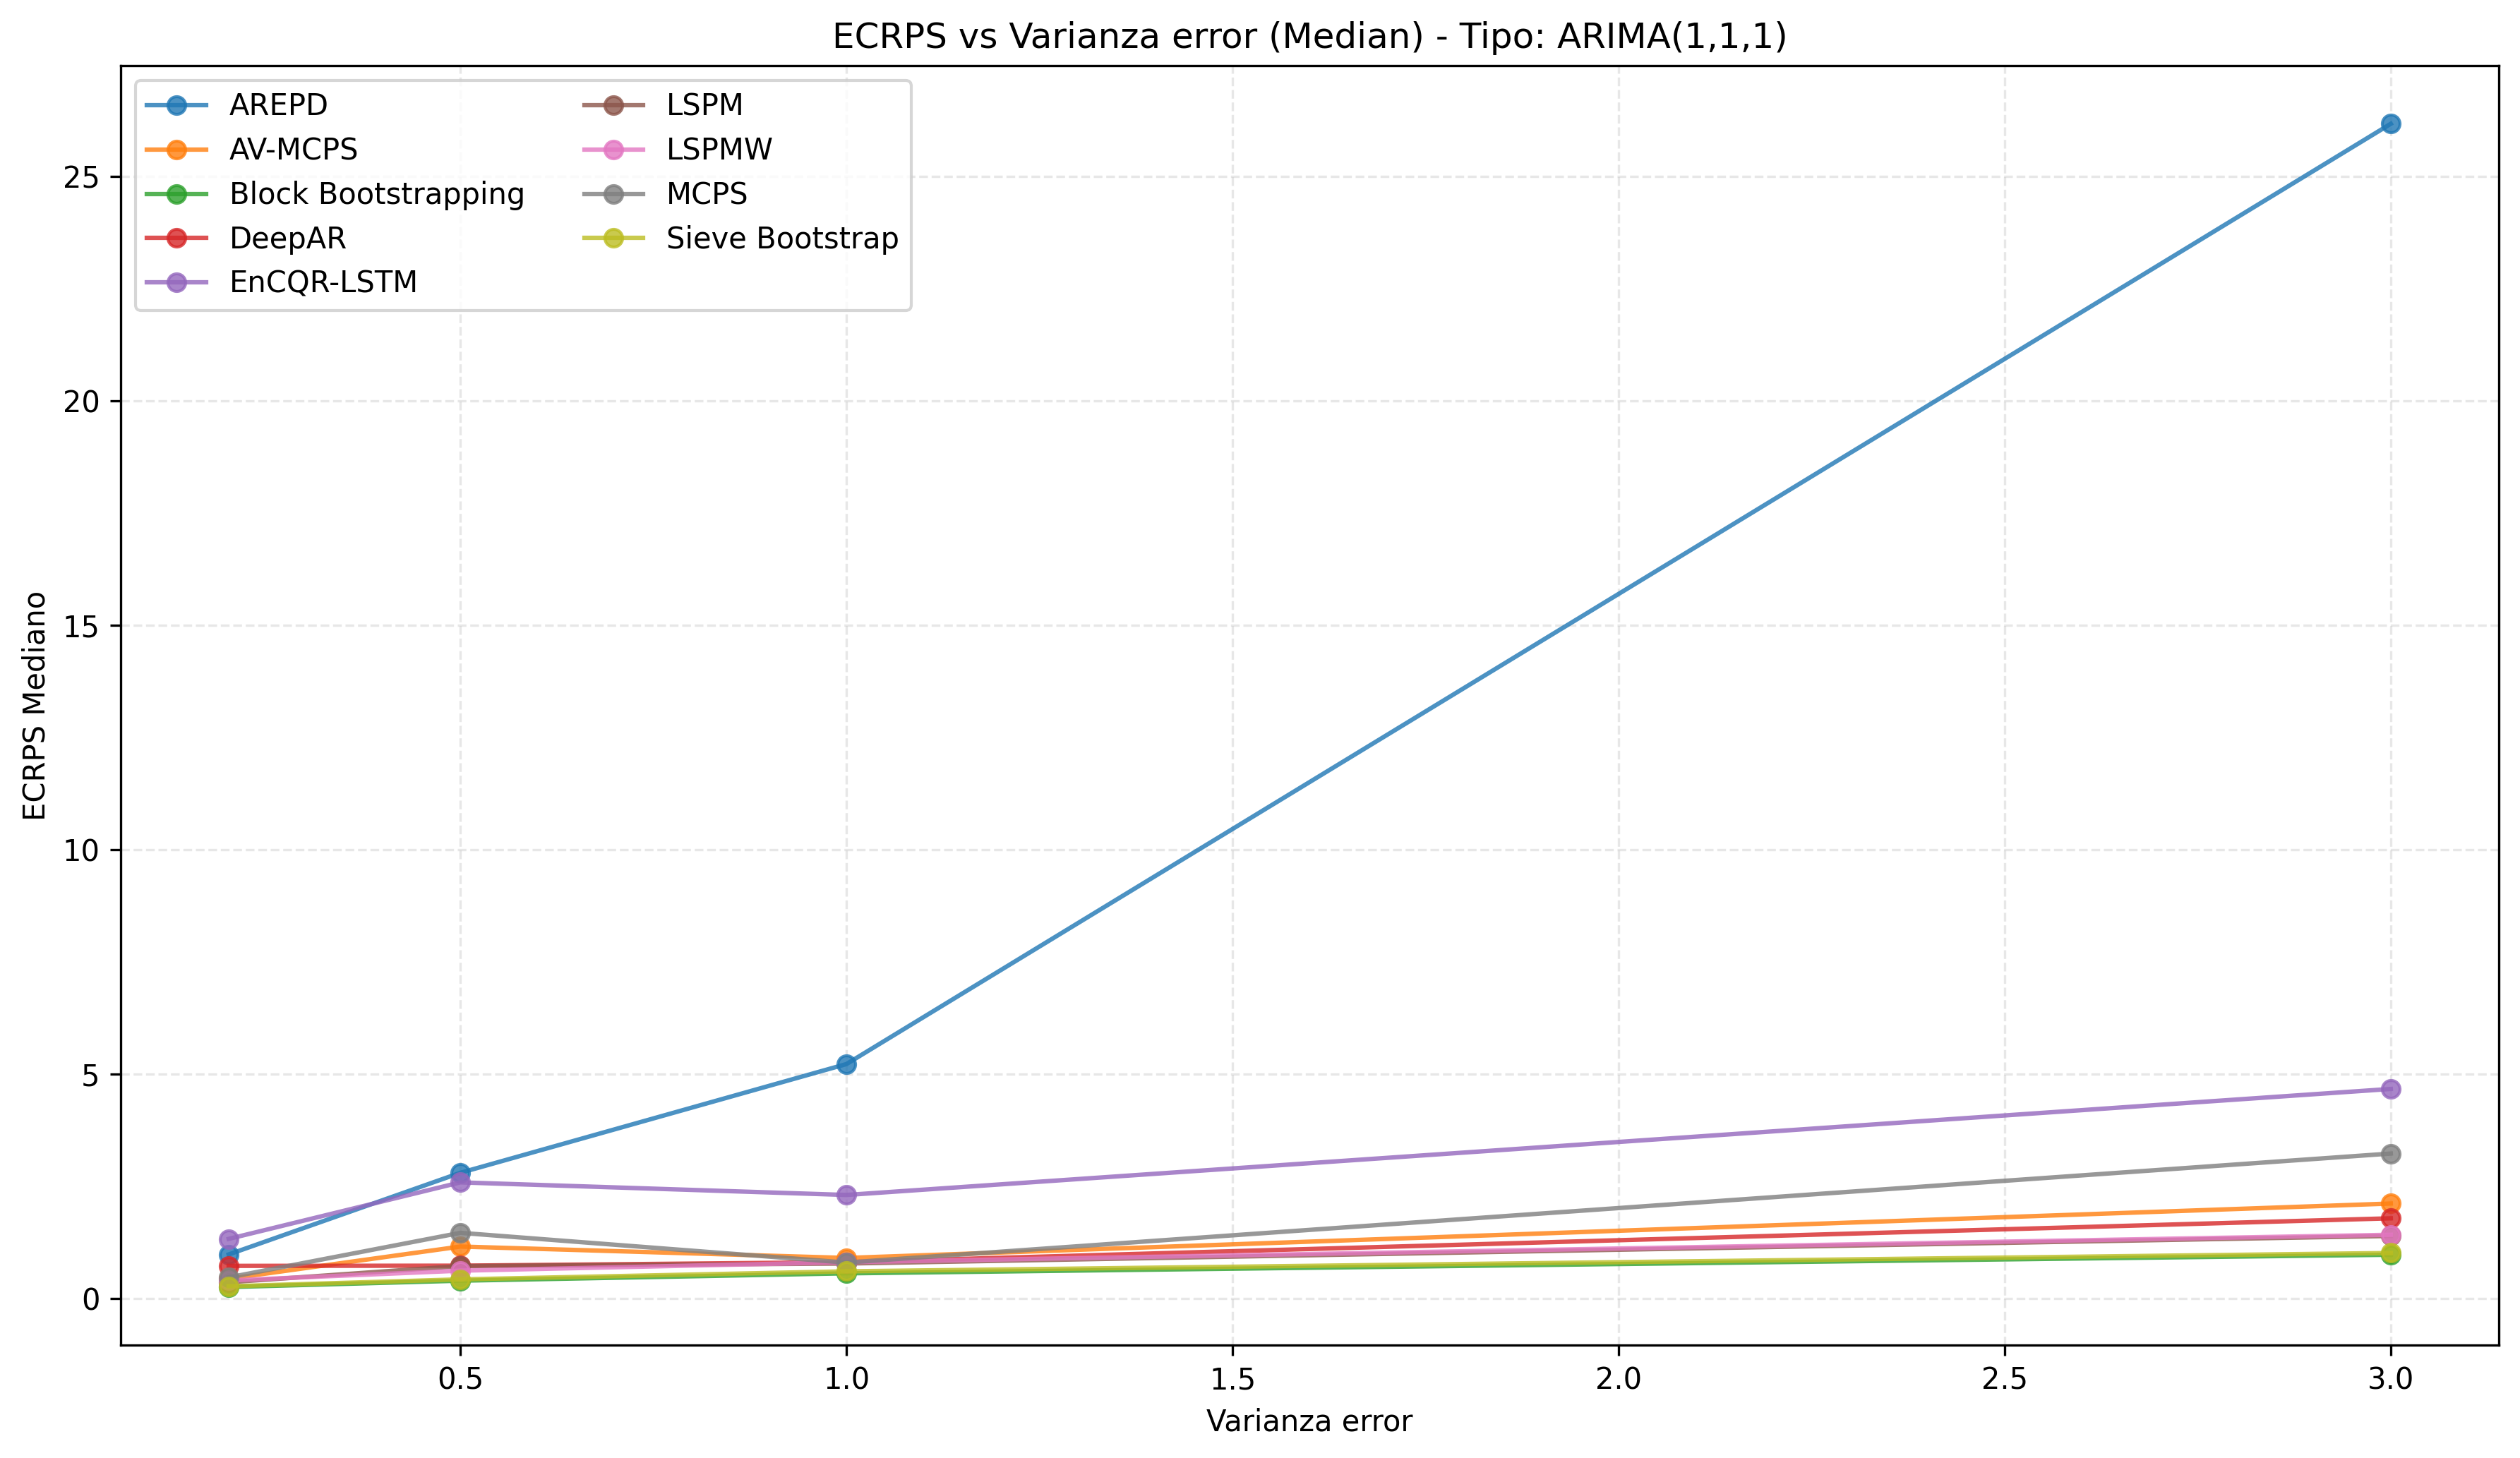 ECRPS vs Varianza error (Median) - Tipo: ARIMA(1,1,1)
AREPD
AV-MCPS
Block Bootstrapping
DeepAR
EnCQR-LSTM
LSPM
LSPMW
MCPS
Sieve Bootstrap
ECRPS Mediano
25
20
15
10
5
0
0.5
1.0
1.5
2.0
2.5
3.0
Varianza error